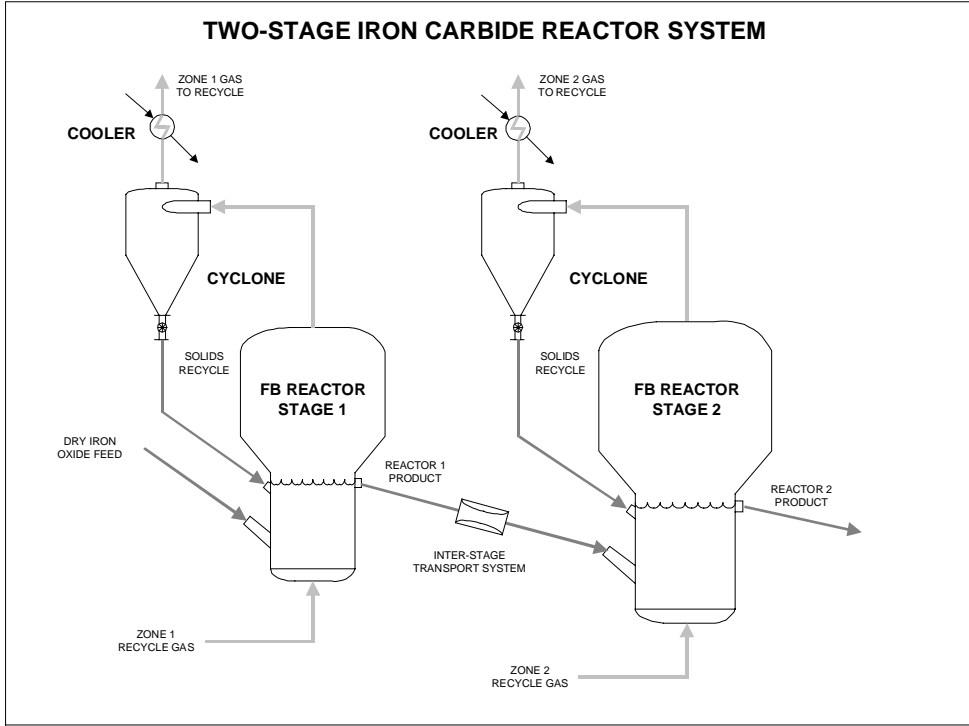 TWO-STAGE IRON CARBIDE REACTOR SYSTEM
ZONE 1 GAS
TO RECYCLE
COOLER
CYCLONE
SOLIDS
RECYCLE
FB REACTOR
STAGE 1
DRY IRON
OXIDE FEED
REACTOR 1
PRODUCT
INTER-STAGE
TRANSPORT SYSTEM
ZONE 1
RECYCLE GAS
ZONE 2 GAS
TO RECYCLE
COOLER
CYCLONE
SOLIDS
RECYCLE
FB REACTOR
STAGE 2
REACTOR 2
PRODUCT
ZONE 2
RECYCLE GAS